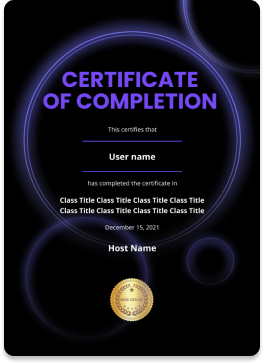 CERTIFICATE
OF COMPLETION
This certifies that
User name
has completed the certificate in
Class Title Class Title Class Title Class Title
Class Title Class Title Class Title Class Title
December 15, 2021
Host Name